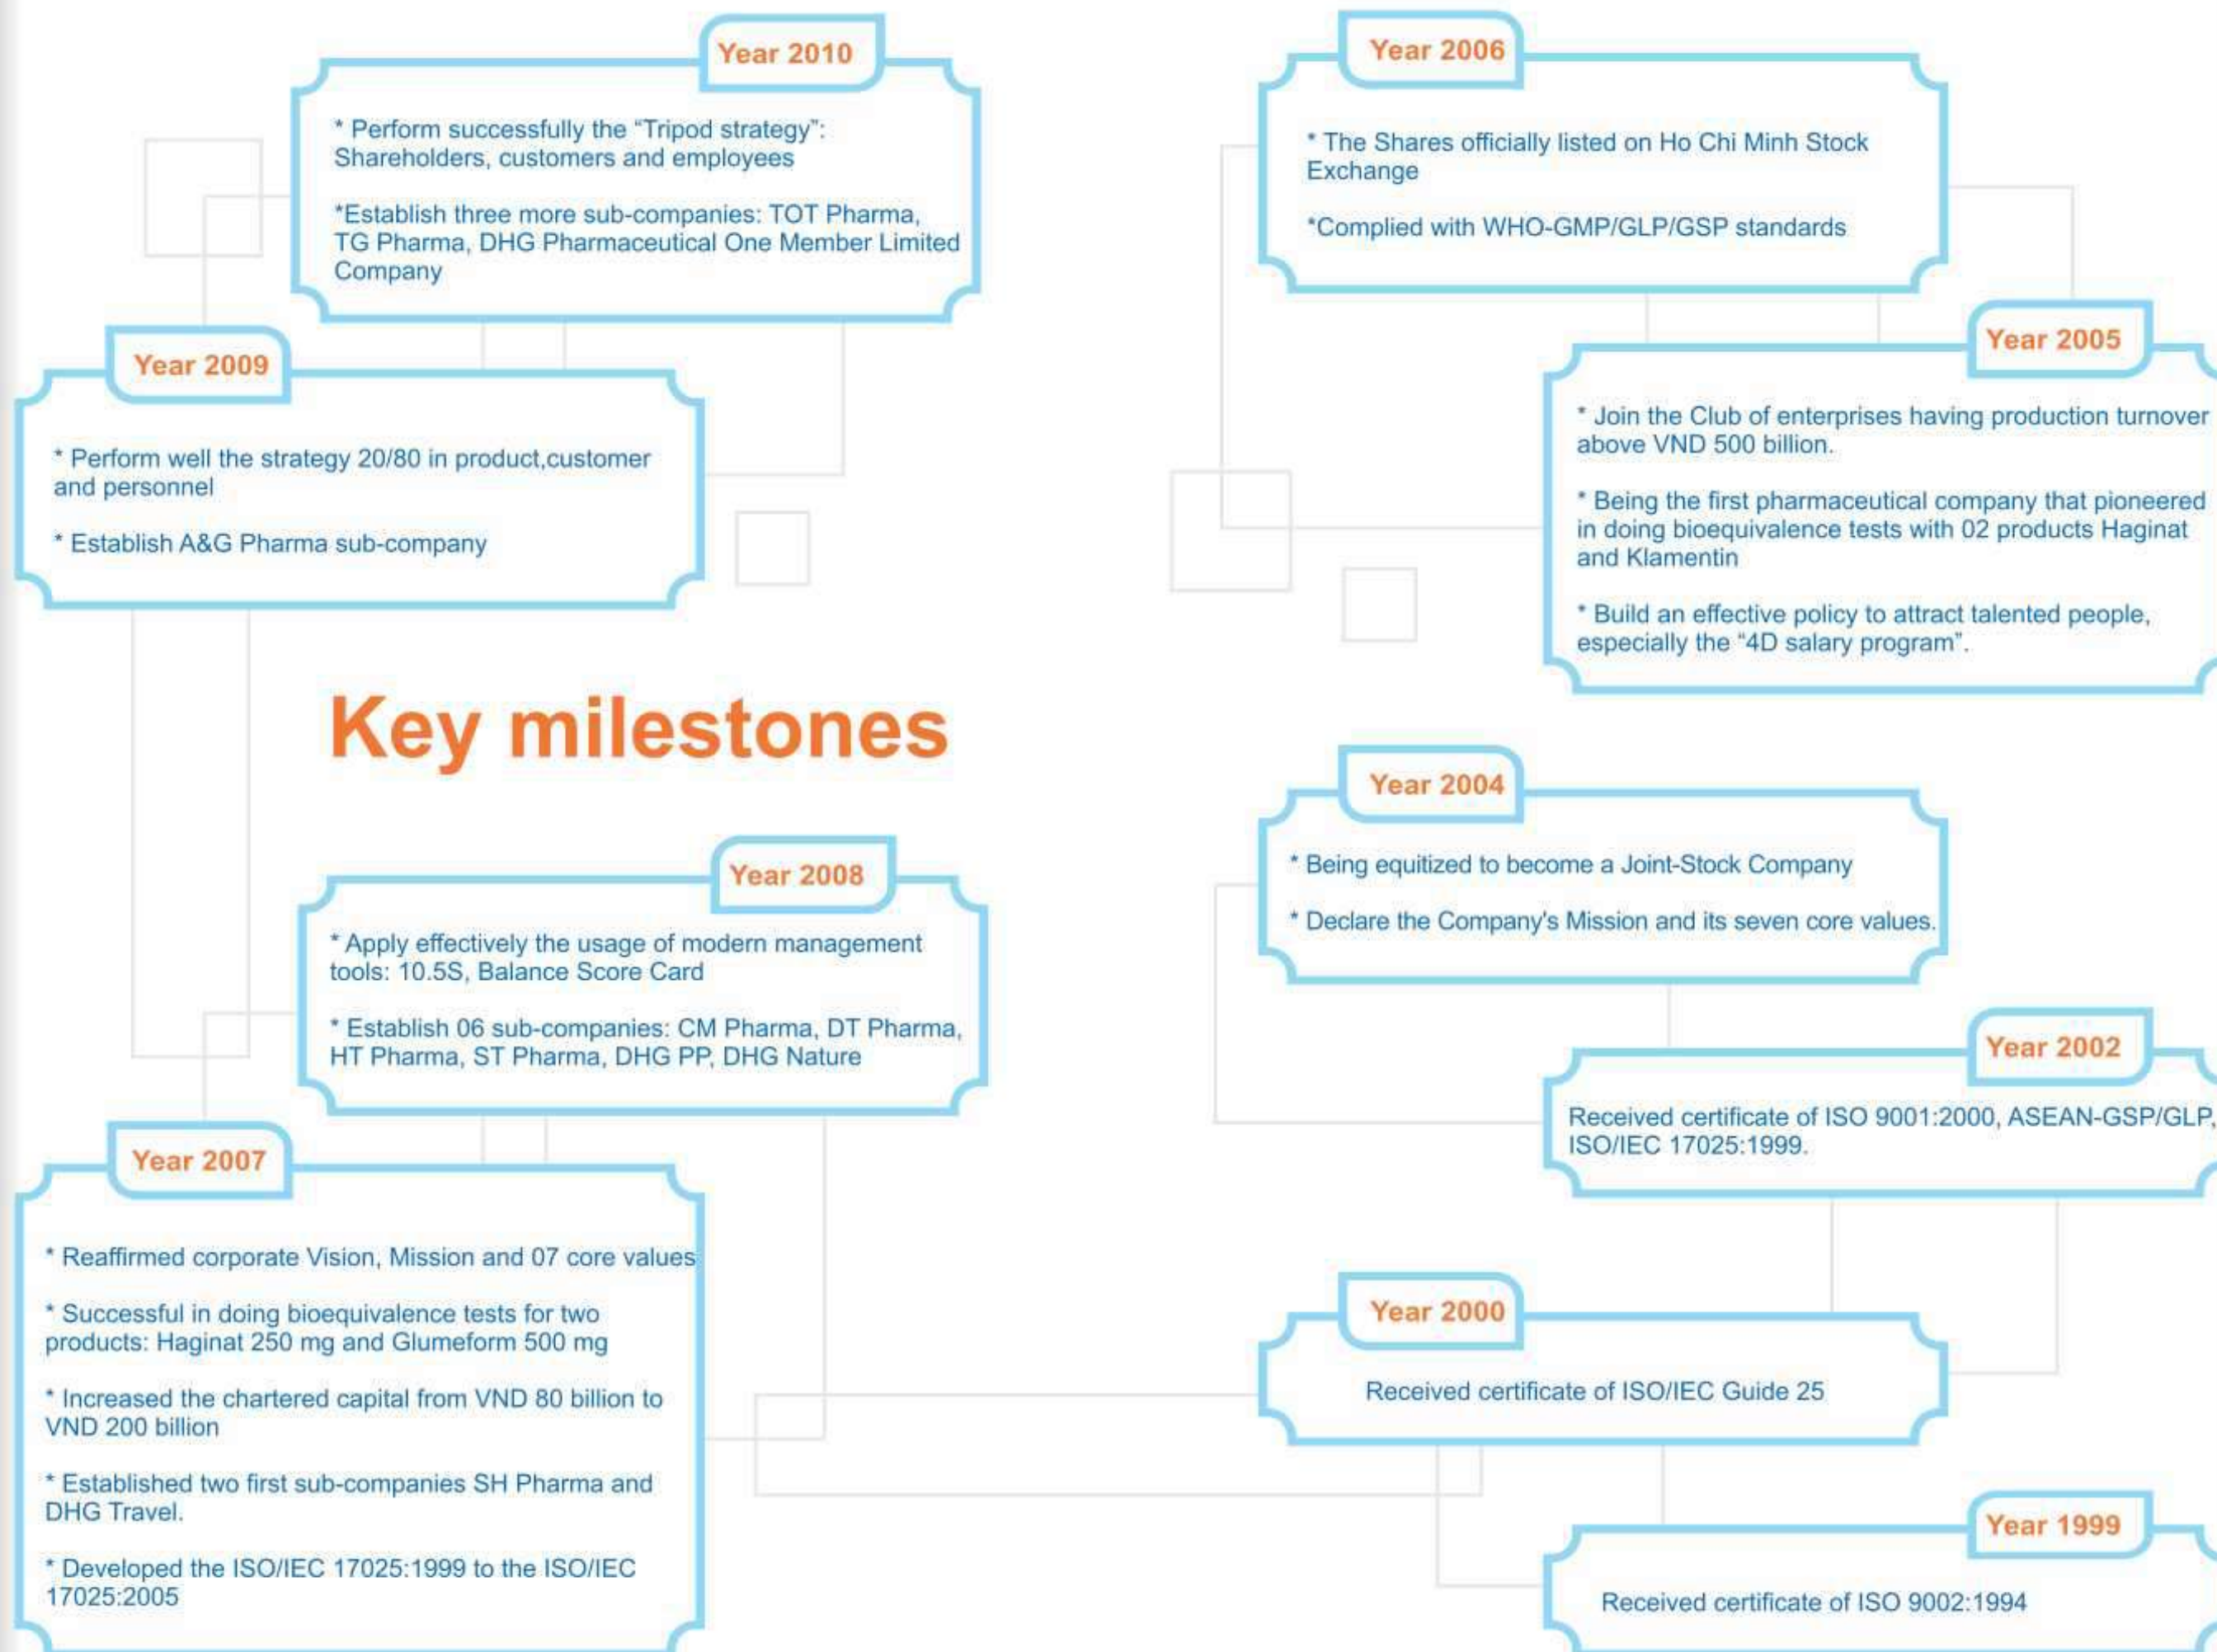 Year 2010
* Perform successfully the “Tripod strategy”:
Shareholders, customers and employees
*Establish three more sub-companies: TOT Pharma,
TG Pharma, DHG Pharmaceutical One Member Limited
Company
Year 2009
* Perform well the strategy 20/80 in product,customer
and personnel
* Establish A&G Pharma sub-company
Key milestones
Year 2008
* Apply effectively the usage of modern management
tools: 10.5S, Balance Score Card
* Establish 06 sub-companies: CM Pharma, DT Pharma,
HT Pharma, ST Pharma, DHG PP, DHG Nature
Year 2007
* Reaffirmed corporate Vision, Mission and 07 core values
* Successful in doing bioequivalence tests for two
products: Haginat 250 mg and Glumeform 500 mg
* Increased the chartered capital from VND 80 billion to
VND 200 billion
* Established two first sub-companies SH Pharma and
DHG Travel.
* Developed the ISO/IEC 17025:1999 to the ISO/IEC
17025:2005
Year 2006
* The Shares officially listed on Ho Chi Minh Stock
Exchange
*Complied with WHO-GMP/GLP/GSP standards
Year 2005
* Join the Club of enterprises having production turnover
above VND 500 billion.
* Being the first pharmaceutical company that pioneered
in doing bioequivalence tests with 02 products Haginat
and Klamentin
* Build an effective policy to attract talented people,
especially the “4D salary program”.
Year 2004
* Being equitized to become a Joint-Stock Company
* Declare the Company's Mission and its seven core values.
Year 2002
Received certificate of ISO 9001:2000, ASEAN-GSP/GLP,
ISO/IEC 17025:1999.
Year 2000
Received certificate of ISO/IEC Guide 25
Year 1999
Received certificate of ISO 9002:1994